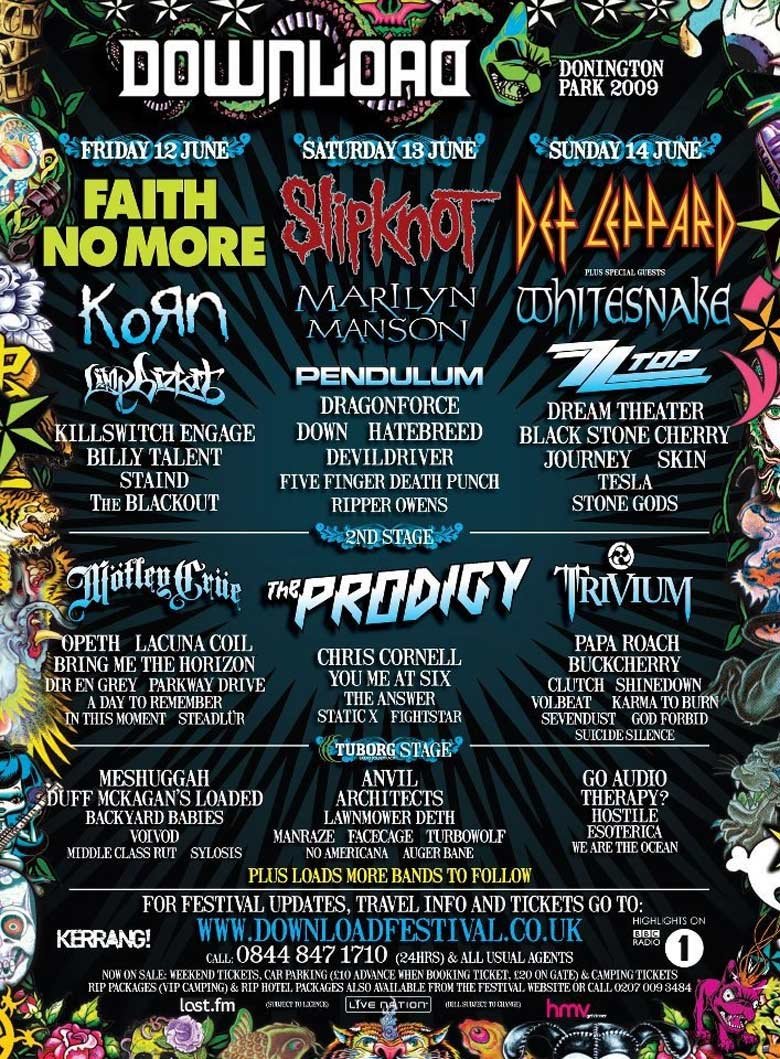 DOWNLOAD
DONINGTON
PARK 2009
FRIDAY 12 JUNE
FAITH
NO MORE
KoЯn
limpbizkit
KILLSWITCH ENGAGE
BILLY TALENT
STAIND
THE BLACKOUT
SATURDAY 13 JUNE
SlipKnoT
MARILYN
MANSON
PENDULUM
DRAGONFORCE
DOWN HATEBREED
DEVILDRIVER
FIVE FINGER DEATH PUNCH
RIPPER OWENS
SUNDAY 14 JUNE
DEF LEPPARD
PLUS SPECIAL GUESTS
WHITESNAKE
ZZ TOP
DREAM THEATER
BLACK STONE CHERRY
JOURNEY SKIN
TESLA
STONE GODS
2ND STAGE
Mötley Crüe
OPETH LACUNA COIL
BRING ME THE HORIZON
DIR EN GREY PARKWAY DRIVE
A DAY TO REMEMBER
IN THIS MOMENT STEADLÜR
THE PRODIGY
CHRIS CORNELL
YOU ME AT SIX
THE ANSWER
STATIC X FIGHTSTAR
TRIVIUM
PAPA ROACH
BUCKCHERRY
CLUTCH SHINEDOWN
VOLBEAT KARMA TO BURN
SEVENDUST GOD FORBID
SUICIDE SILENCE
TUBORG STAGE
MESHUGGAH
DUFF MCKAGAN'S LOADED
BACKYARD BABIES
VOIVOD
MIDDLE CLASS RUT SYLOSIS
ANVIL
ARCHITECTS
LAWNMOWER DETH
MANRAZE FACECAGE TURBOWOLF
NO AMERICANA AUGER BANE
GO AUDIO
THERAPY?
HOSTILE
ESOTERICA
WE ARE THE OCEAN
PLUS LOADS MORE BANDS TO FOLLOW
FOR FESTIVAL UPDATES, TRAVEL INFO AND TICKETS GO TO:
WWW.DOWNLOADFESTIVAL.CO.UK
CALL: 0844 847 1710 (24HRS) & ALL USUAL AGENTS
KERRANG!
HIGHLIGHTS ON
BBC
RADIO 1
NOW ON SALE: WEEKEND TICKETS, CAR PARKING (£10 ADVANCE WHEN BOOKING TICKET, £20 ON GATE) & CAMPING TICKETS
RIP PACKAGES (VIP CAMPING) & RIP HOTEL PACKAGES ALSO AVAILABLE FROM THE FESTIVAL WEBSITE OR CALL 0207 009 3484
last.fm (SUBJECT TO LICENCE) LIVE NATION (BILL SUBJECT TO CHANGE) hmv